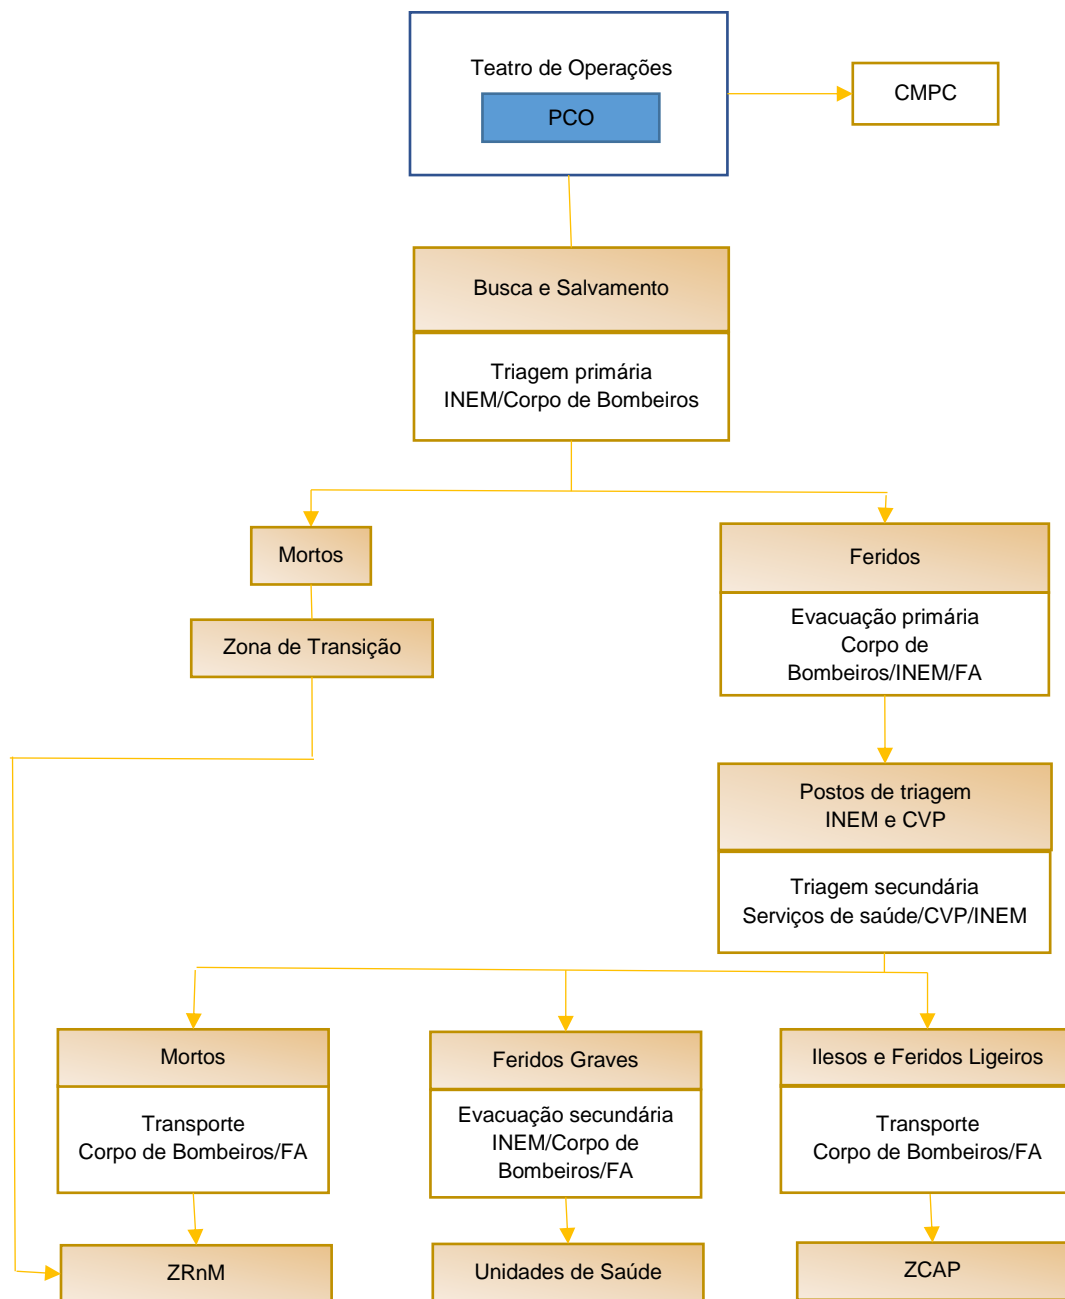 Teatro de Operações
PCO
CMPC
Busca e Salvamento
Triagem primária
INEM/Corpo de Bombeiros
Mortos
Zona de Transição
Feridos
Evacuação primária
Corpo de
Bombeiros/INEM/FA
Postos de triagem
INEM e CVP
Triagem secundária
Serviços de saúde/CVP/INEM
Mortos
Transporte
Corpo de Bombeiros/FA
Feridos Graves
Evacuação secundária
INEM/Corpo de
Bombeiros/FA
Ilesos e Feridos Ligeiros
Transporte
Corpo de Bombeiros/FA
ZRnM
Unidades de Saúde
ZCAP